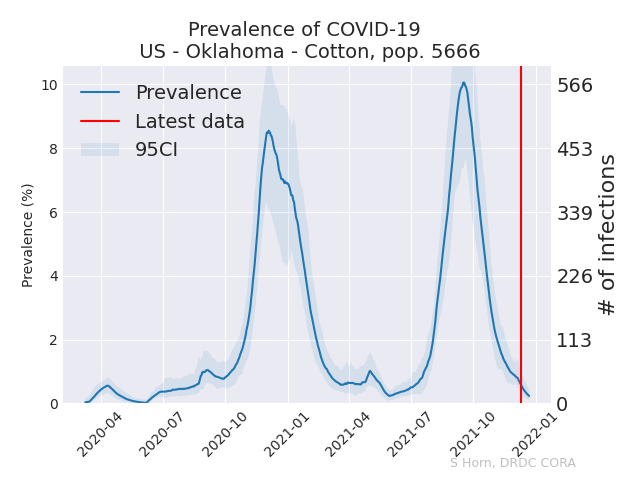 Prevalence of COVID-19
US - Oklahoma - Cotton, pop. 5666
Prevalence
Latest data
95CI
Prevalence (%)
10
8
6
4
2
0
566
453
339
226
113
0
# of infections
2020-04
2020-07
2020-10
2021-01
2021-04
2021-07
2021-10
2022-01
S Horn, DRDC CORA